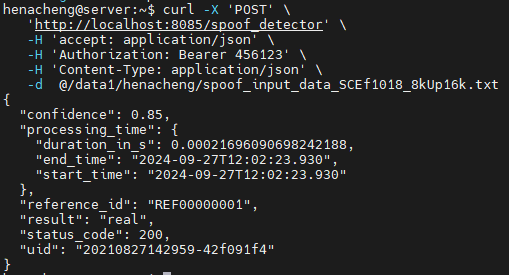 henacheng@server:~$ curl -X 'POST' \
  'http://localhost:8085/spoof_detector' \
  -H 'accept: application/json' \
  -H 'Authorization: Bearer 456123' \
  -H 'Content-Type: application/json' \
  -d  @/data1/henacheng/spoof_input_data_SCEf1018_8kUp16k.txt
{
  "confidence": 0.85,
  "processing_time": {
    "duration_in_s": 0.00021696090698242188,
    "end_time": "2024-09-27T12:02:23.930",
    "start_time": "2024-09-27T12:02:23.930"
  },
  "reference_id": "REF00000001",
  "result": "real",
  "status_code": 200,
  "uid": "20210827142959-42f091f4"
}